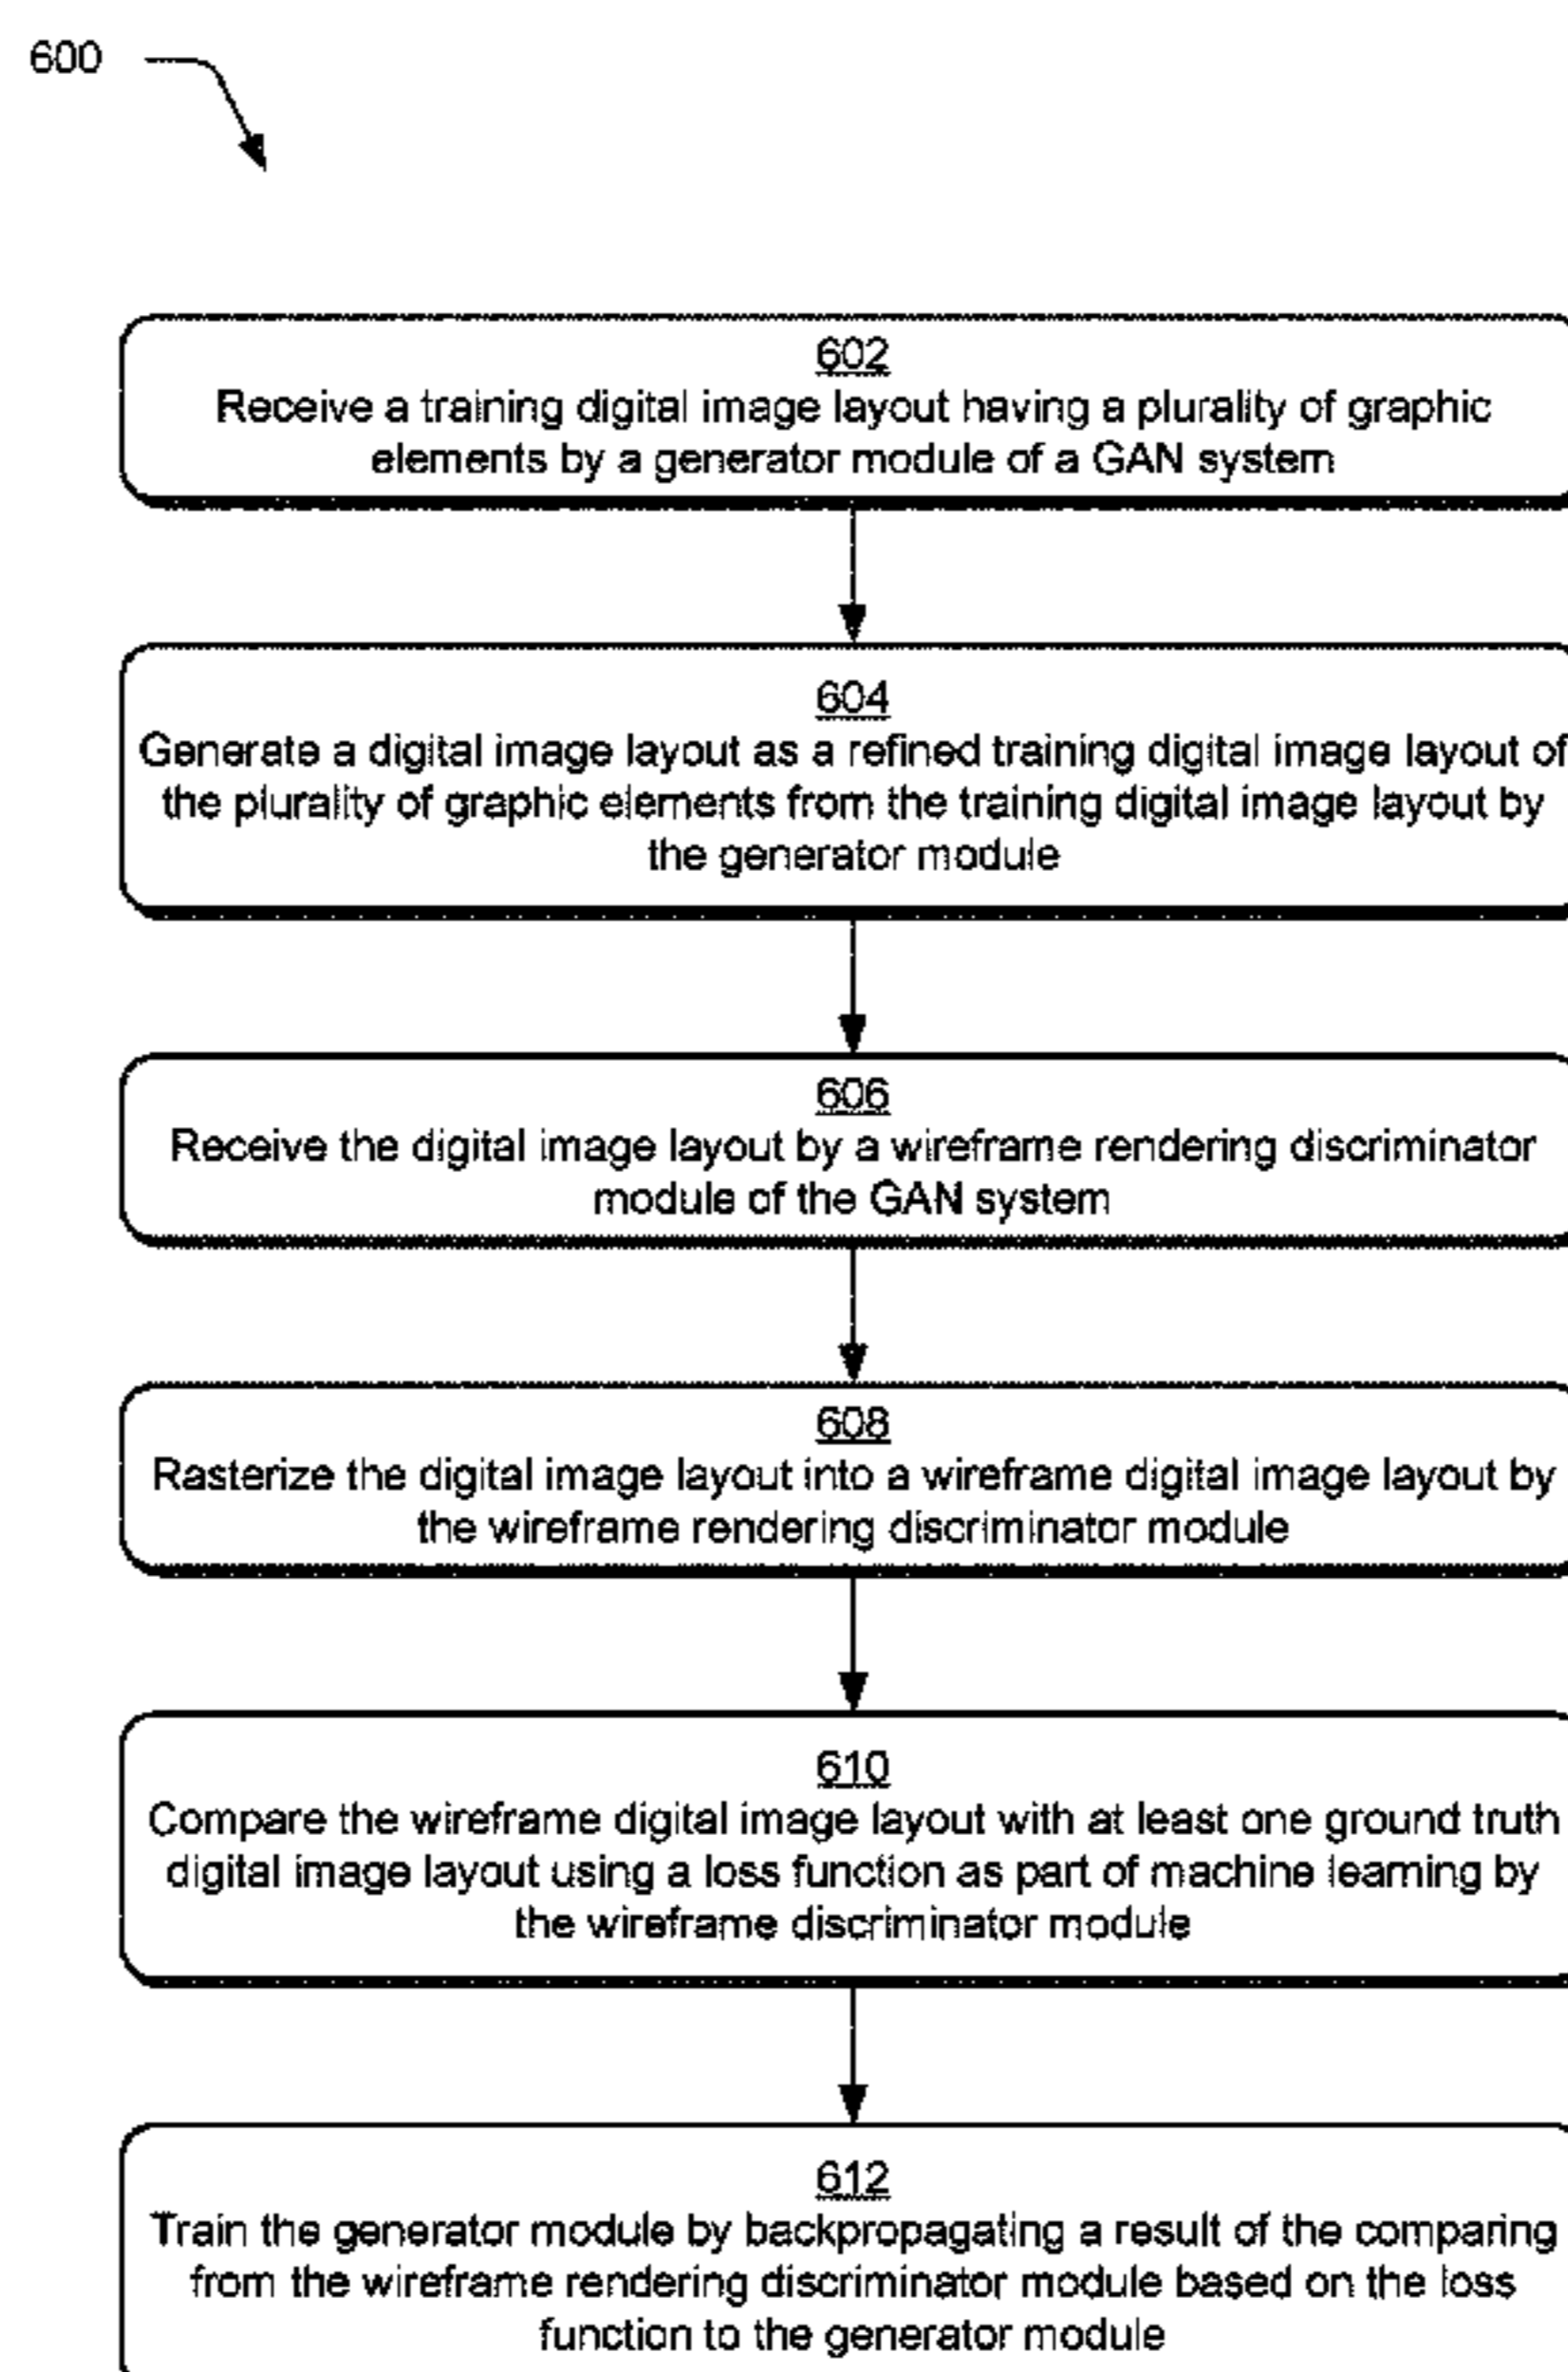 600
602
Receive a training digital image layout having a plurality of graphic
elements by a generator module of a GAN system
604
Generate a digital image layout as a refined training digital image layout of
the plurality of graphic elements from the training digital image layout by
the generator module
606
Receive the digital image layout by a wireframe rendering discriminator
module of the GAN system
608
Rasterize the digital image layout into a wireframe digital image layout by
the wireframe rendering discriminator module
610
Compare the wireframe digital image layout with at least one ground truth
digital image layout using a loss function as part of machine learning by
the wireframe discriminator module
612
Train the generator module by backpropagating a result of the comparing
from the wireframe rendering discriminator module based on the loss
function to the generator module